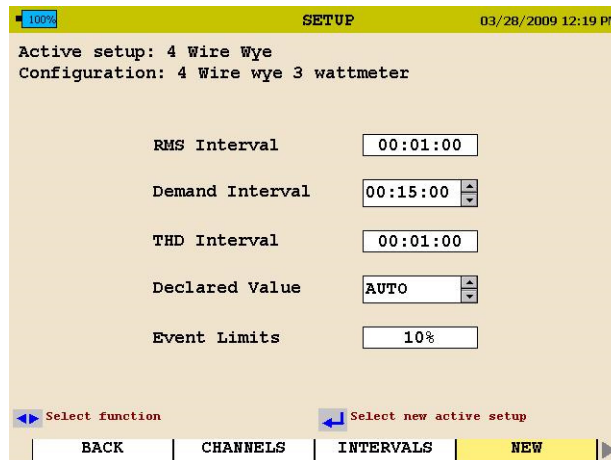 100% SETUP 03/28/2009 12:19 PM
Active setup: 4 Wire Wye
Configuration: 4 Wire wye 3 wattmeter
RMS Interval 00:01:00
Demand Interval 00:15:00
THD Interval 00:01:00
Declared Value AUTO
Event Limits 10%
Select function Select new active setup
BACK CHANNELS INTERVALS NEW